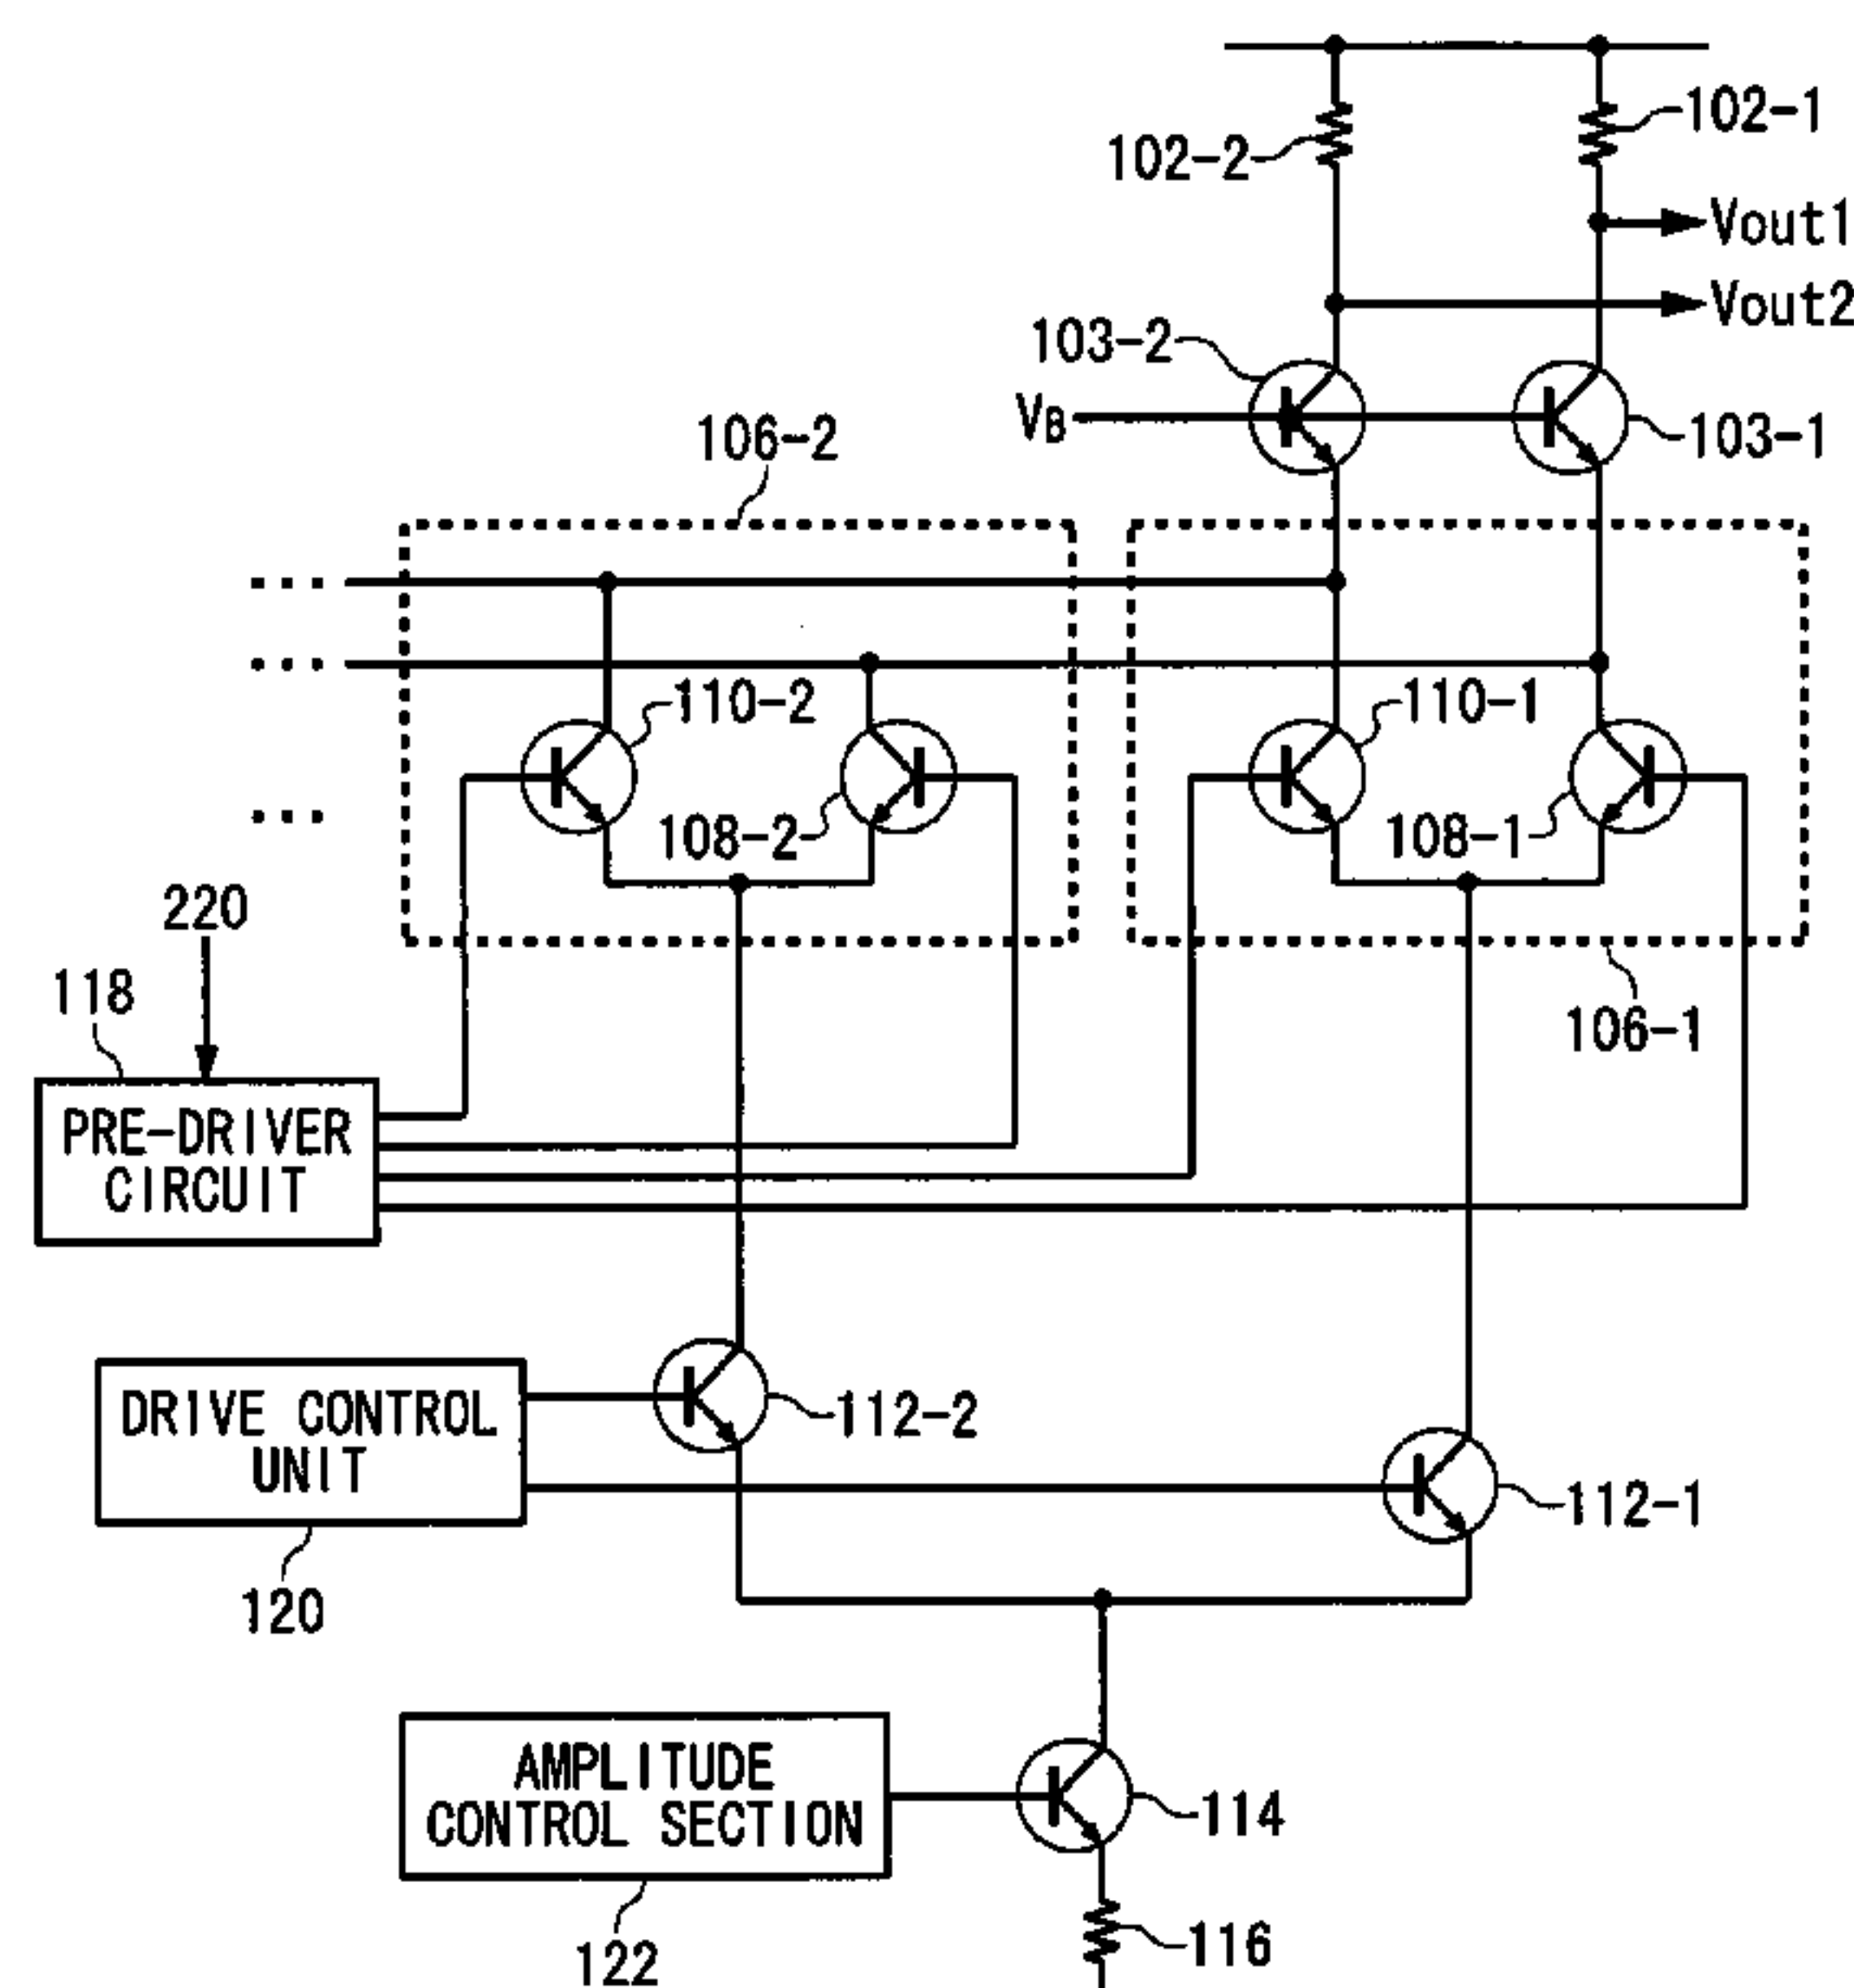 102-1
102-2
Vout1
Vout2
103-2
VB
103-1
106-2
110-2
110-1
108-2
108-1
220
118
106-1
PRE-DRIVER
CIRCUIT
DRIVE CONTROL
UNIT
112-2
112-1
120
AMPLITUDE
CONTROL SECTION
114
116
122